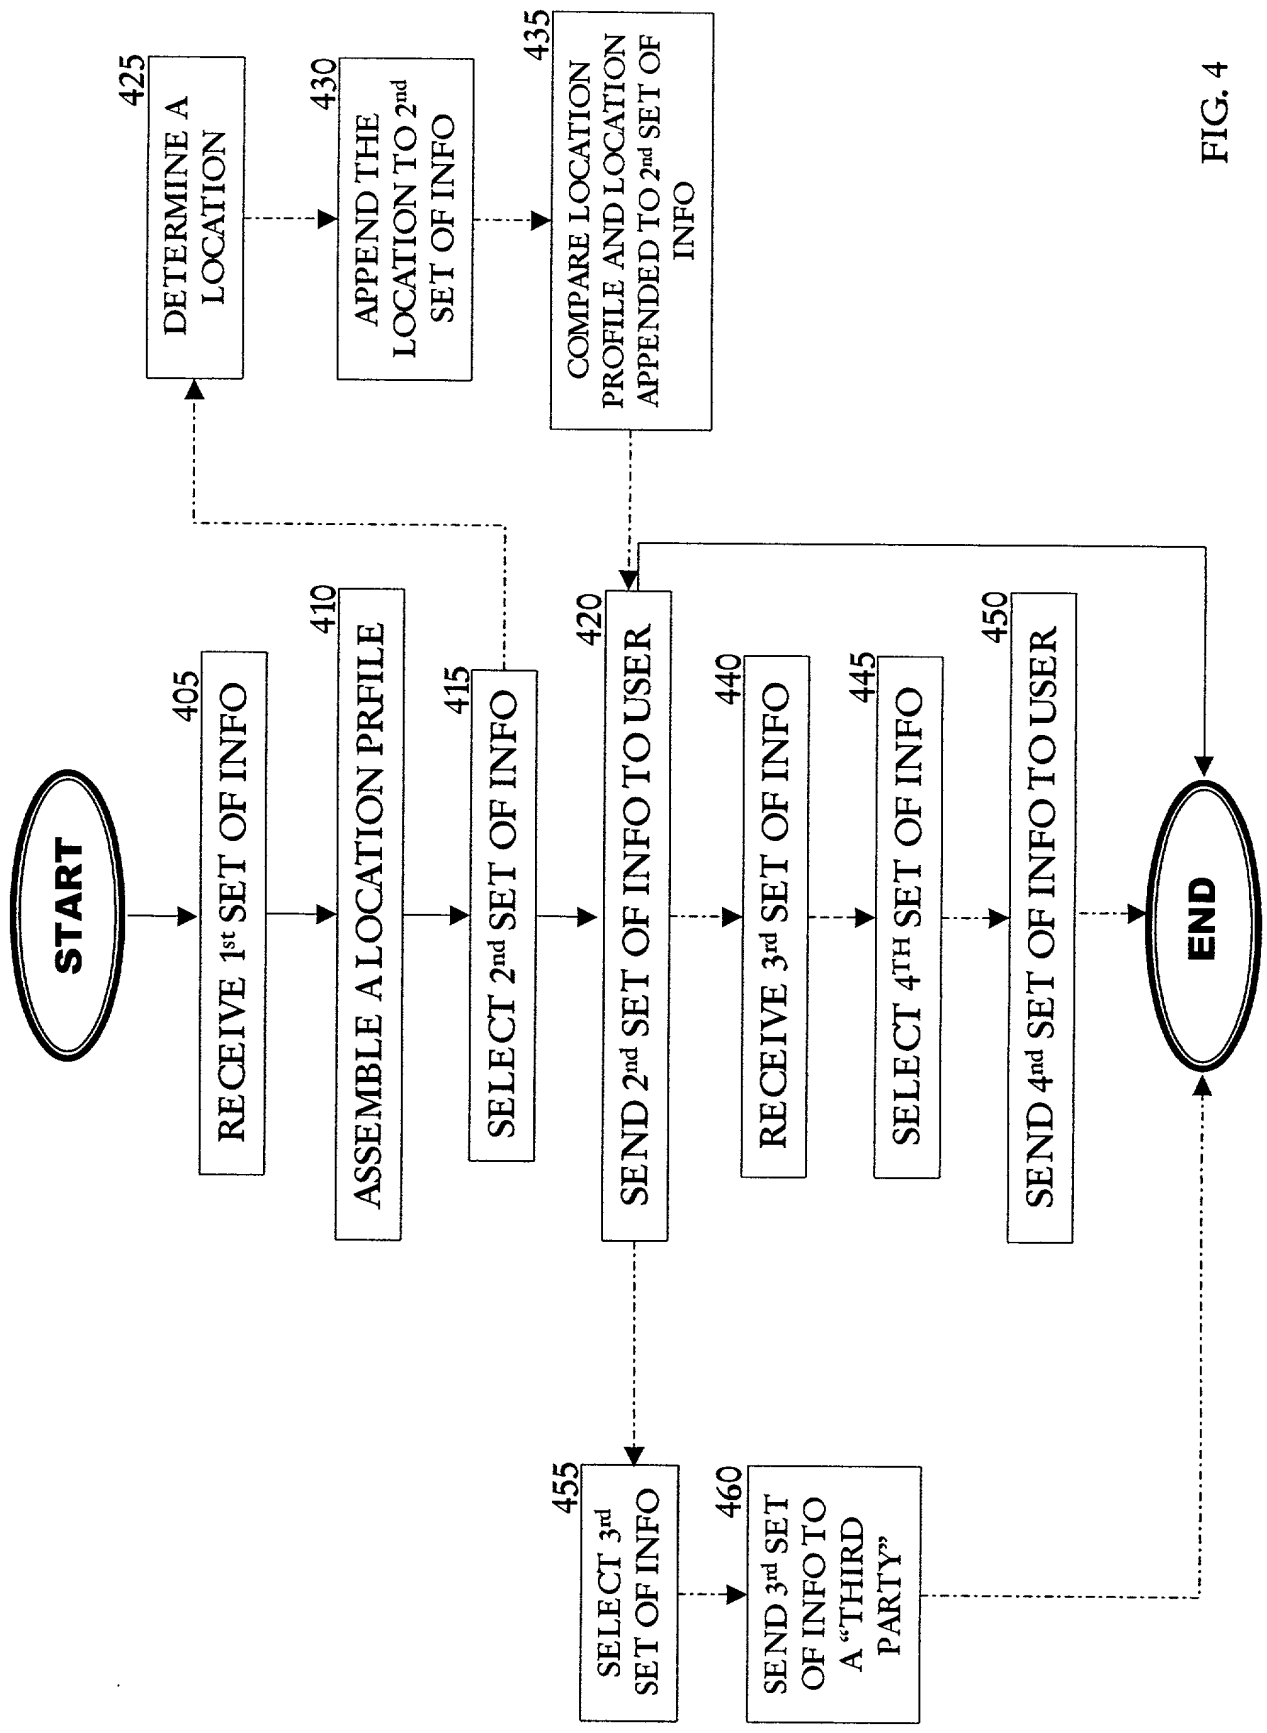 START
405
RECEIVE 1st SET OF INFO
410
ASSEMBLE A LOCATION PRFILE
415
SELECT 2nd SET OF INFO
420
SEND 2nd SET OF INFO TO USER
425
DETERMINE A
LOCATION
430
APPEND THE
LOCATION TO 2nd
SET OF INFO
435
COMPARE LOCATION
PROFILE AND LOCATION
APPENDED TO 2nd SET OF
INFO
440
RECEIVE 3rd SET OF INFO
445
SELECT 4TH SET OF INFO
450
SEND 4nd SET OF INFO TO USER
455
SELECT 3rd
SET OF INFO
460
SEND 3rd SET
OF INFO TO
A “THIRD
PARTY”
END
FIG. 4